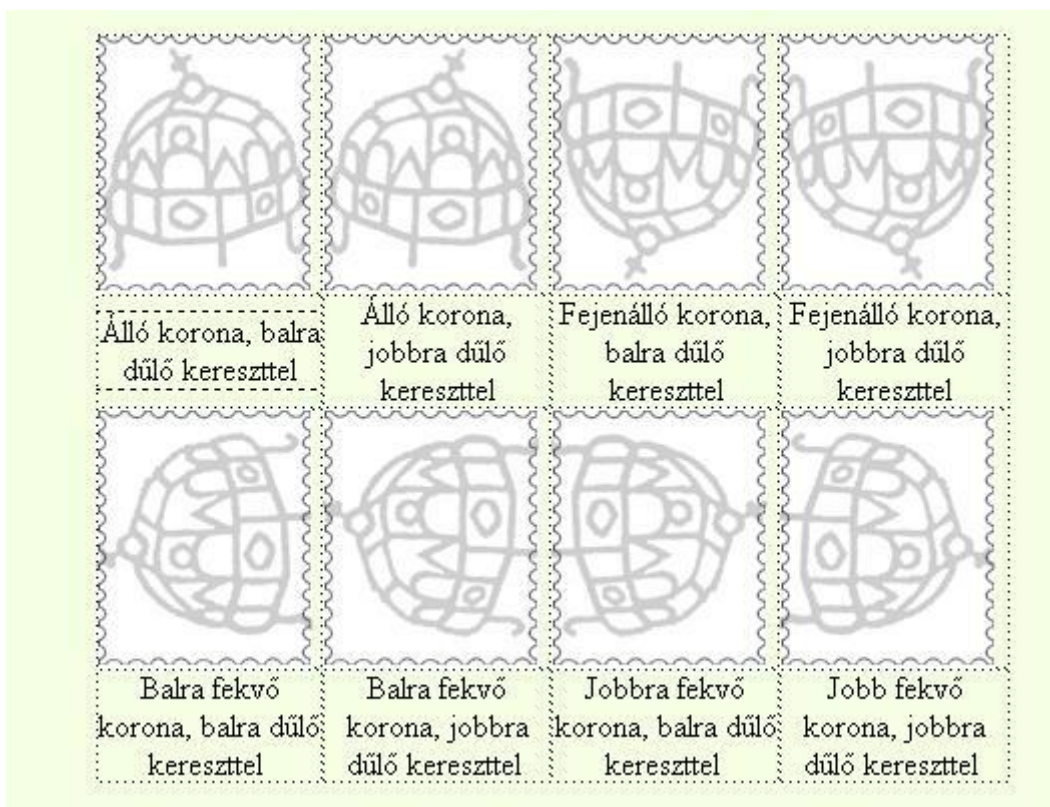 Álló korona, balra
dűlő kereszttel
Álló korona,
jobbra dűlő
kereszttel
Fejenálló korona,
balra dűlő
kereszttel
Fejenálló korona,
jobbra dűlő
kereszttel
Balra fekvő
korona, balra dűlő
kereszttel
Balra fekvő
korona, jobbra
dűlő kereszttel
Jobbra fekvő
korona, balra dűlő
kereszttel
Jobb fekvő
korona, jobbra
dűlő kereszttel